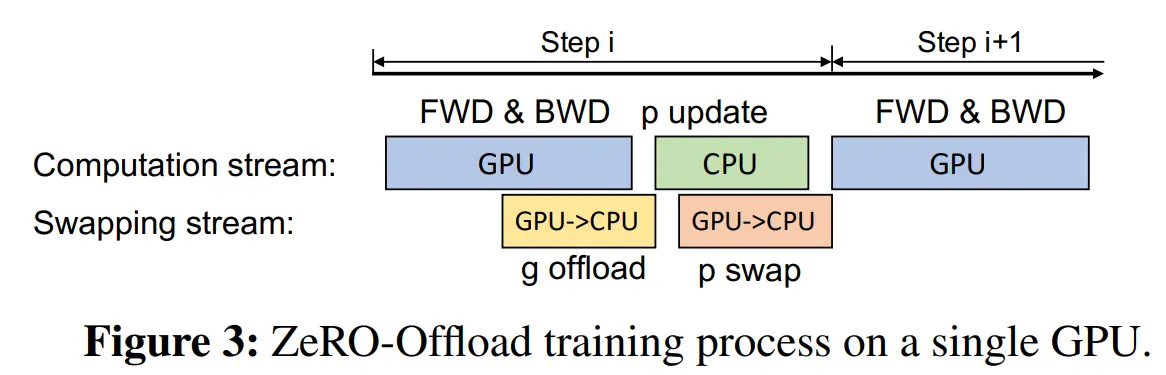 Step i Step i+1
FWD & BWD p update FWD & BWD
Computation stream: GPU CPU GPU
Swapping stream: GPU->CPU GPU->CPU
g offload p swap
Figure 3: ZeRO-Offload training process on a single GPU.